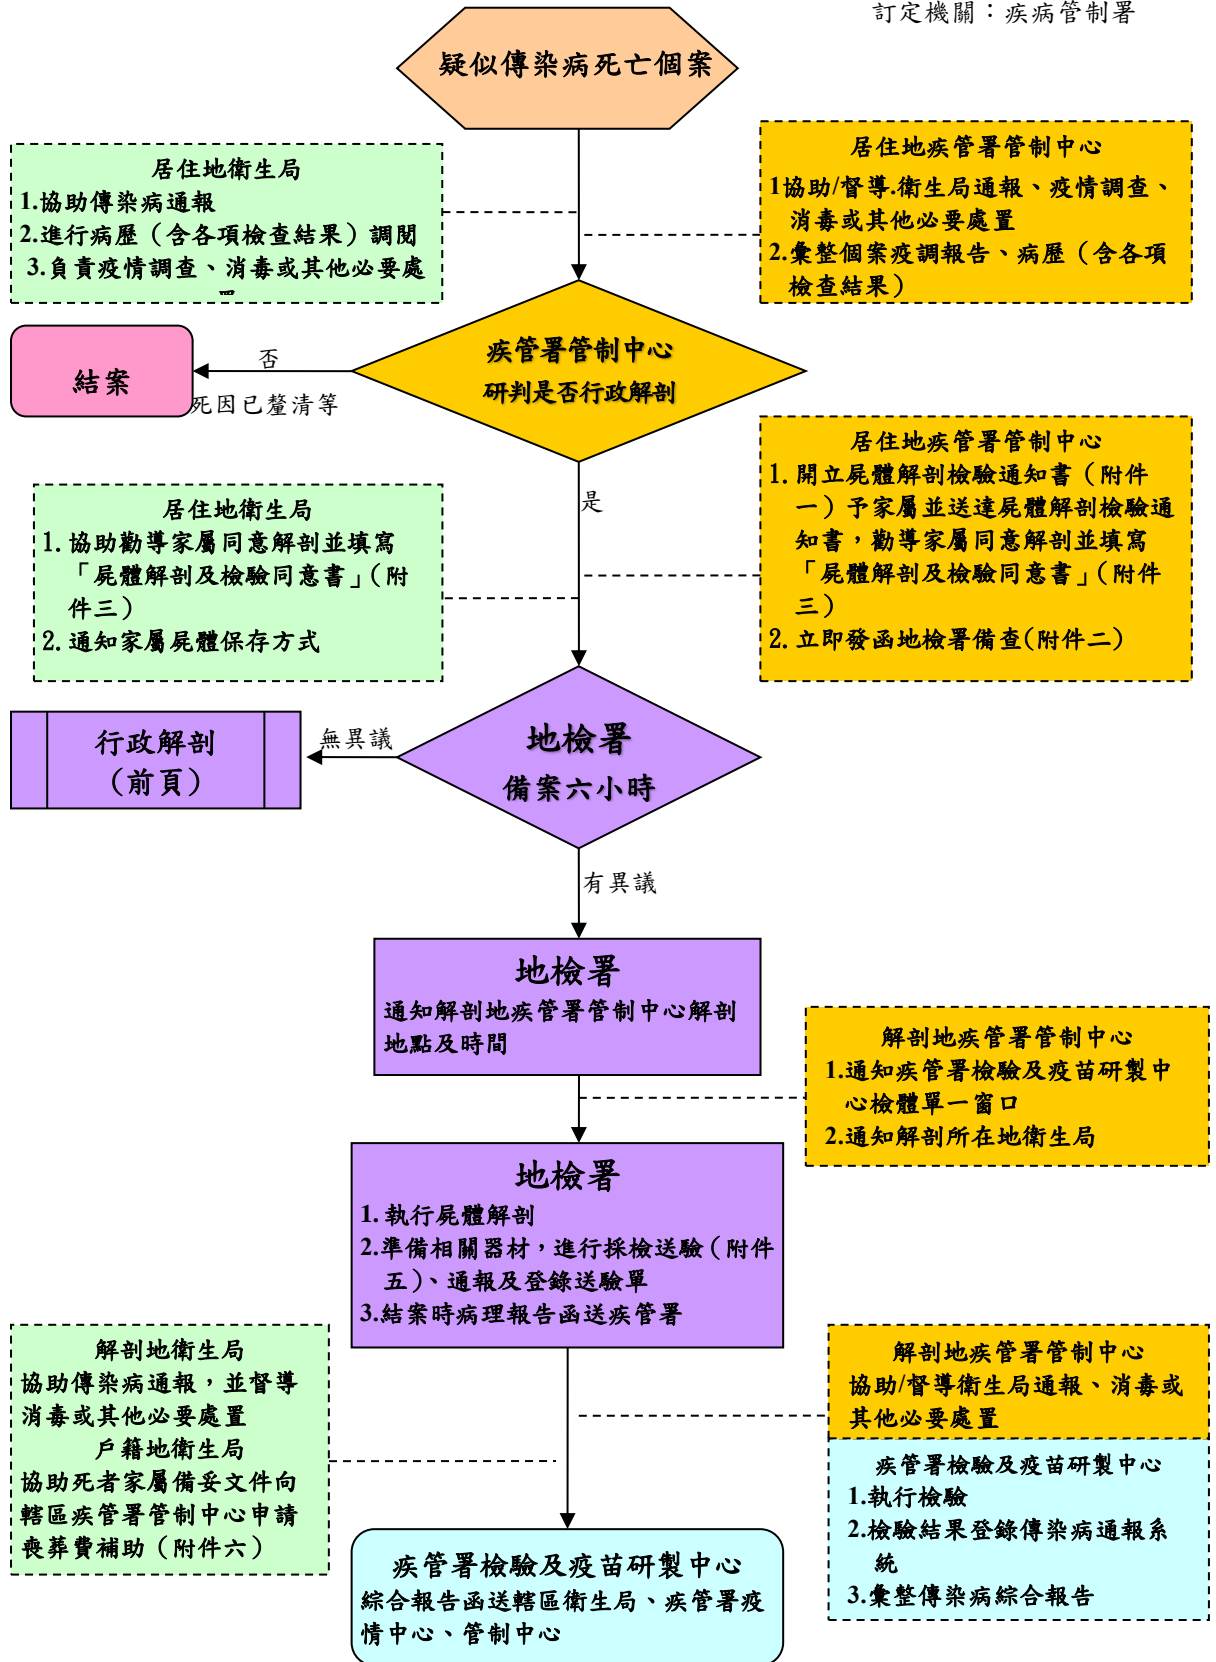 訂定機關：疾病管制署
疑似傳染病死亡個案
居住地衛生局
1.協助傳染病通報
2.進行病歷（含各項檢查結果）調閱
3.負責疫情調查、消毒或其他必要處
居住地疾管署管制中心
1協助/督導.衛生局通報、疫情調查、
消毒或其他必要處置
2.彙整個案疫調報告、病歷（含各項
檢查結果）
疾管署管制中心
研判是否行政解剖
否
死因已釐清等
結案
是
居住地衛生局
1. 協助勸導家屬同意解剖並填寫
「屍體解剖及檢驗同意書」（附
件三）
2. 通知家屬屍體保存方式
居住地疾管署管制中心
1. 開立屍體解剖檢驗通知書（附件
一）予家屬並送達屍體解剖檢驗通
知書，勸導家屬同意解剖並填寫
「屍體解剖及檢驗同意書」（附件
三）
2. 立即發函地檢署備查(附件二)
地檢署
備案六小時
無異議
行政解剖
（前頁）
有異議
地檢署
通知解剖地疾管署管制中心解剖
地點及時間
解剖地疾管署管制中心
1.通知疾管署檢驗及疫苗研製中
心檢體單一窗口
2.通知解剖所在地衛生局
地檢署
1. 執行屍體解剖
2.準備相關器材，進行採檢送驗（附件
五）、通報及登錄送驗單
3.結案時病理報告函送疾管署
解剖地衛生局
協助傳染病通報，並督導
消毒或其他必要處置
戶籍地衛生局
協助死者家屬備妥文件向
轄區疾管署管制中心申請
喪葬費補助（附件六）
解剖地疾管署管制中心
協助/督導衛生局通報、消毒或
其他必要處置
疾管署檢驗及疫苗研製中心
1.執行檢驗
2.檢驗結果登錄傳染病通報系
統
3.彙整傳染病綜合報告
疾管署檢驗及疫苗研製中心
綜合報告函送轄區衛生局、疾管署疫
情中心、管制中心